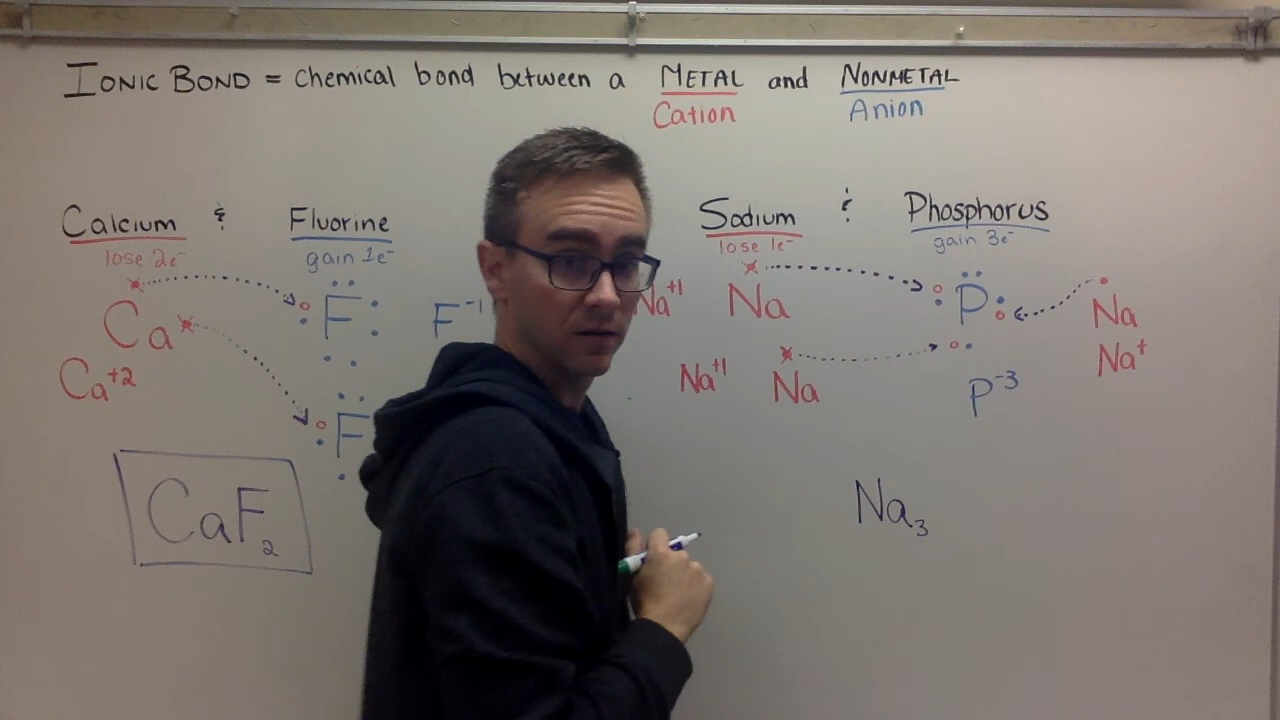 IONIC BOND = chemical bond between a METAL and NONMETAL
Cation Anion
Calcium & Fluorine
lose 2e⁻ gain 1e⁻
Ca F F⁻¹
Ca⁺²
F
CaF₂
Sodium & Phosphorus
lose 1e⁻ gain 3e⁻
Na⁺¹ Na P Na
Na⁺¹ Na Na⁺
P⁻³
Na₃